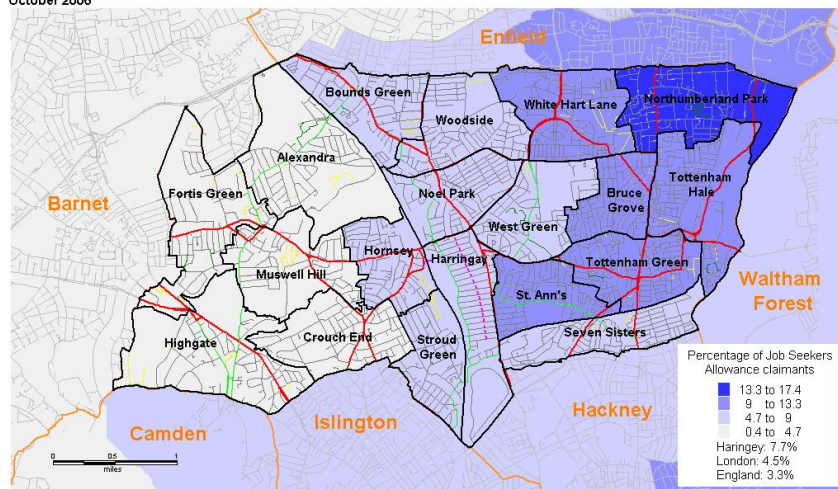 October 2006
Enfield
Bounds Green
Woodside
White Hart Lane
Northumberland Park
Alexandra
Barnet
Fortis Green
Noel Park
Bruce
Grove
Tottenham
Hale
West Green
Hornsey
Harringay
Muswell Hill
Tottenham Green
Waltham
Forest
St. Ann's
Seven Sisters
Crouch End
Stroud
Green
Highgate
Islington
Hackney
Camden
0
0.5
1
miles
Percentage of Job Seekers
Allowance claimants
13.3 to 17.4
9 to 13.3
4.7 to 9
0.4 to 4.7
Haringey: 7.7%
London: 4.5%
England: 3.3%